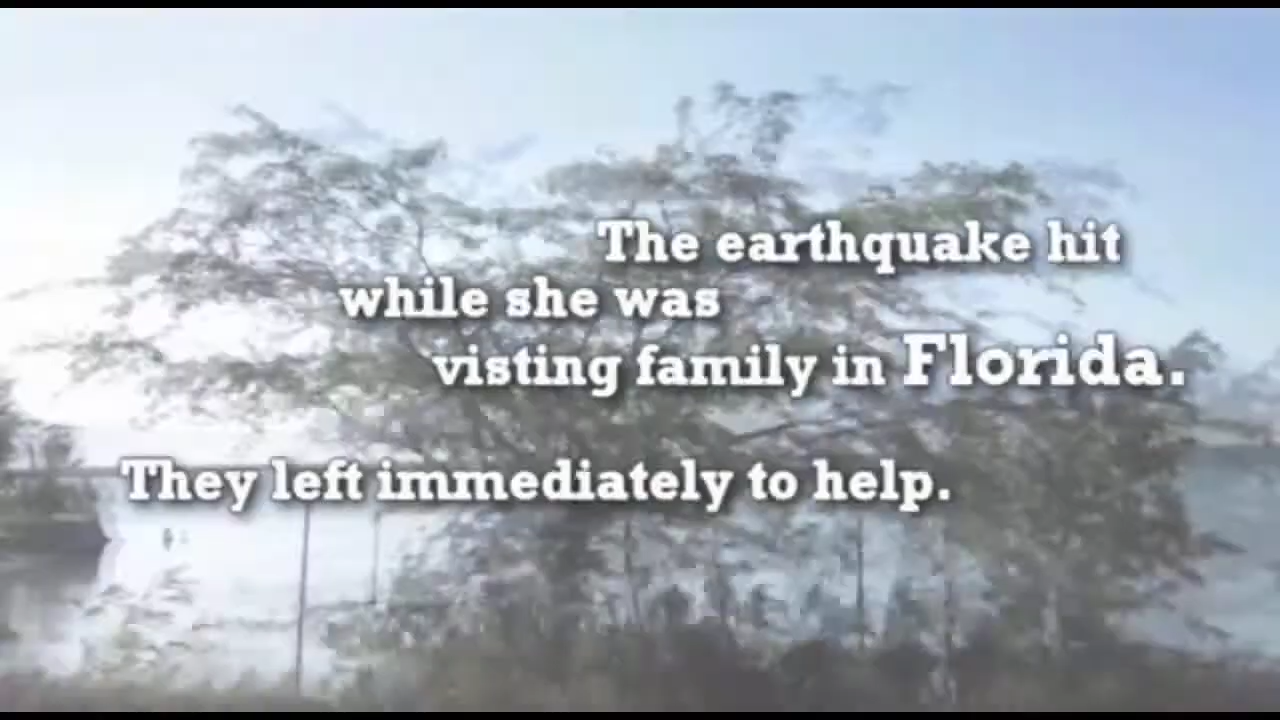 The earthquake hit
while she was
visting family in Florida.
They left immediately to help.